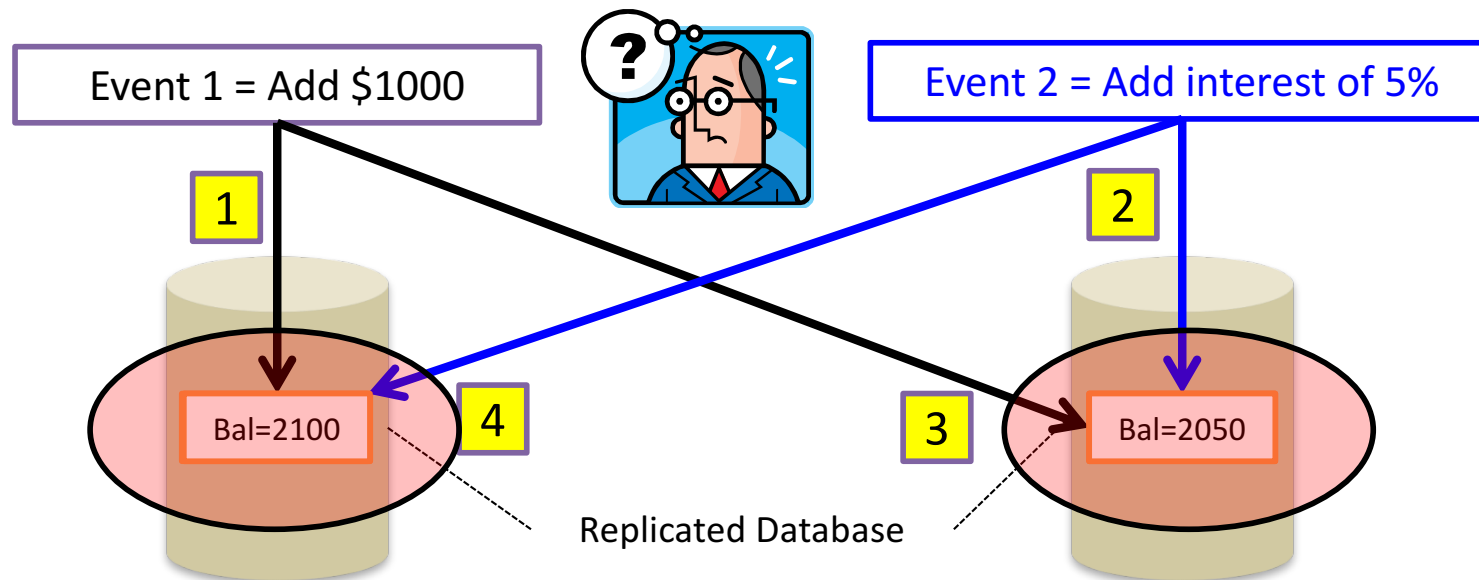 ?
Event 1 = Add $1000
Event 2 = Add interest of 5%
1
2
Bal=2100
4
3
Bal=2050
Replicated Database